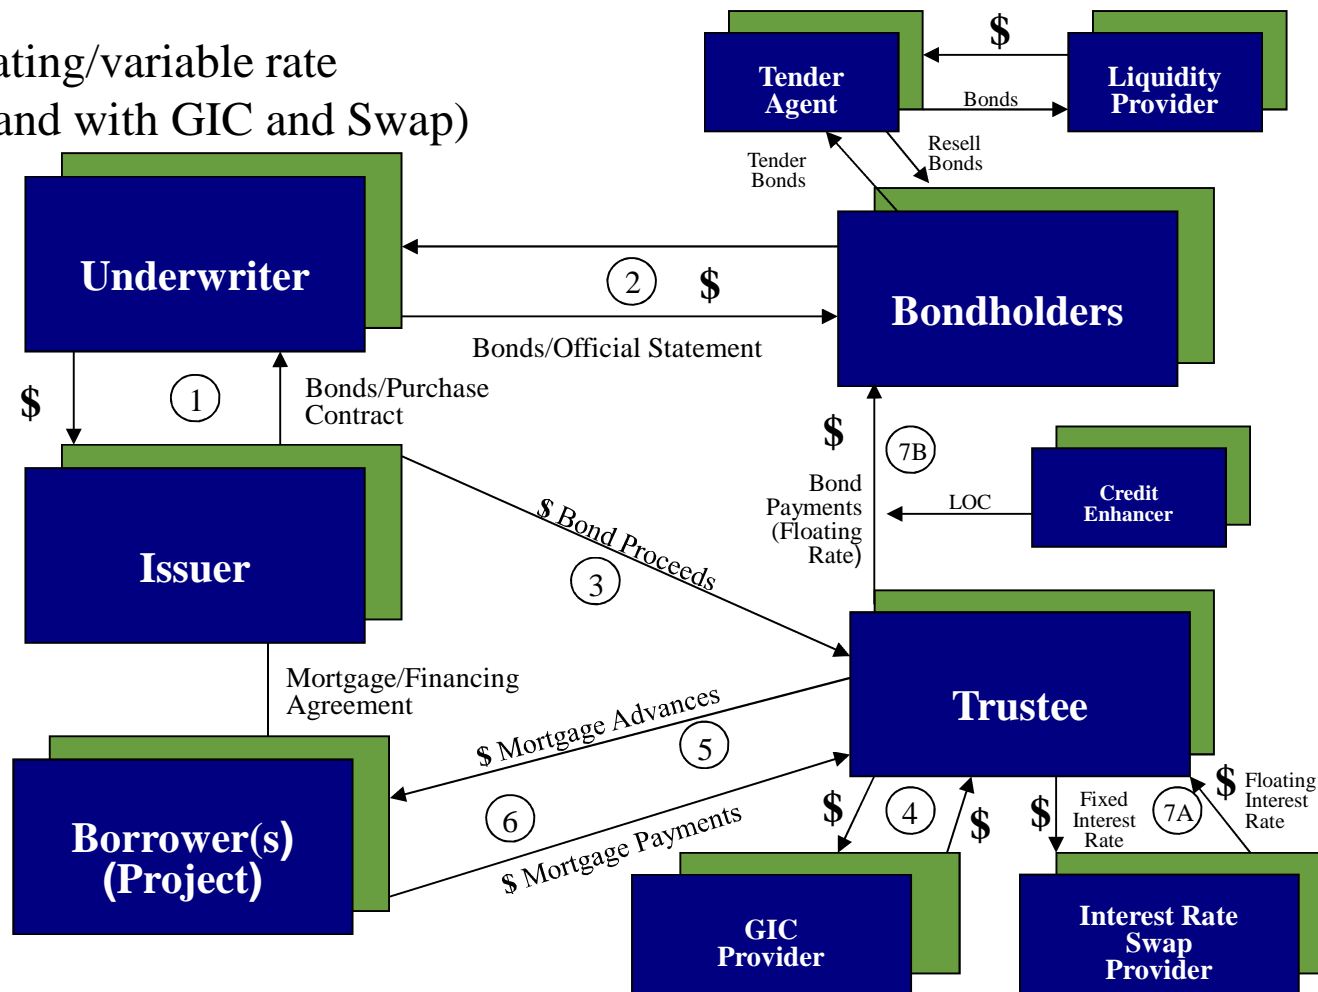 ating/variable rate
and with GIC and Swap)
Tender
Agent
$
Bonds
Liquidity
Provider
Tender
Bonds
Resell
Bonds
Underwriter
2
$
Bonds/Official Statement
Bondholders
$
1
Bonds/Purchase
Contract
$
7B
Bond
Payments
(Floating
Rate)
LOC
Credit
Enhancer
Issuer
$ Bond Proceeds
3
Mortgage/Financing
Agreement
$ Mortgage Advances
5
Trustee
6
$ Mortgage Payments
Borrower(s)
(Project)
$
4
$
$
Fixed
Interest
Rate
7A
$
Floating
Interest
Rate
GIC
Provider
Interest Rate
Swap
Provider